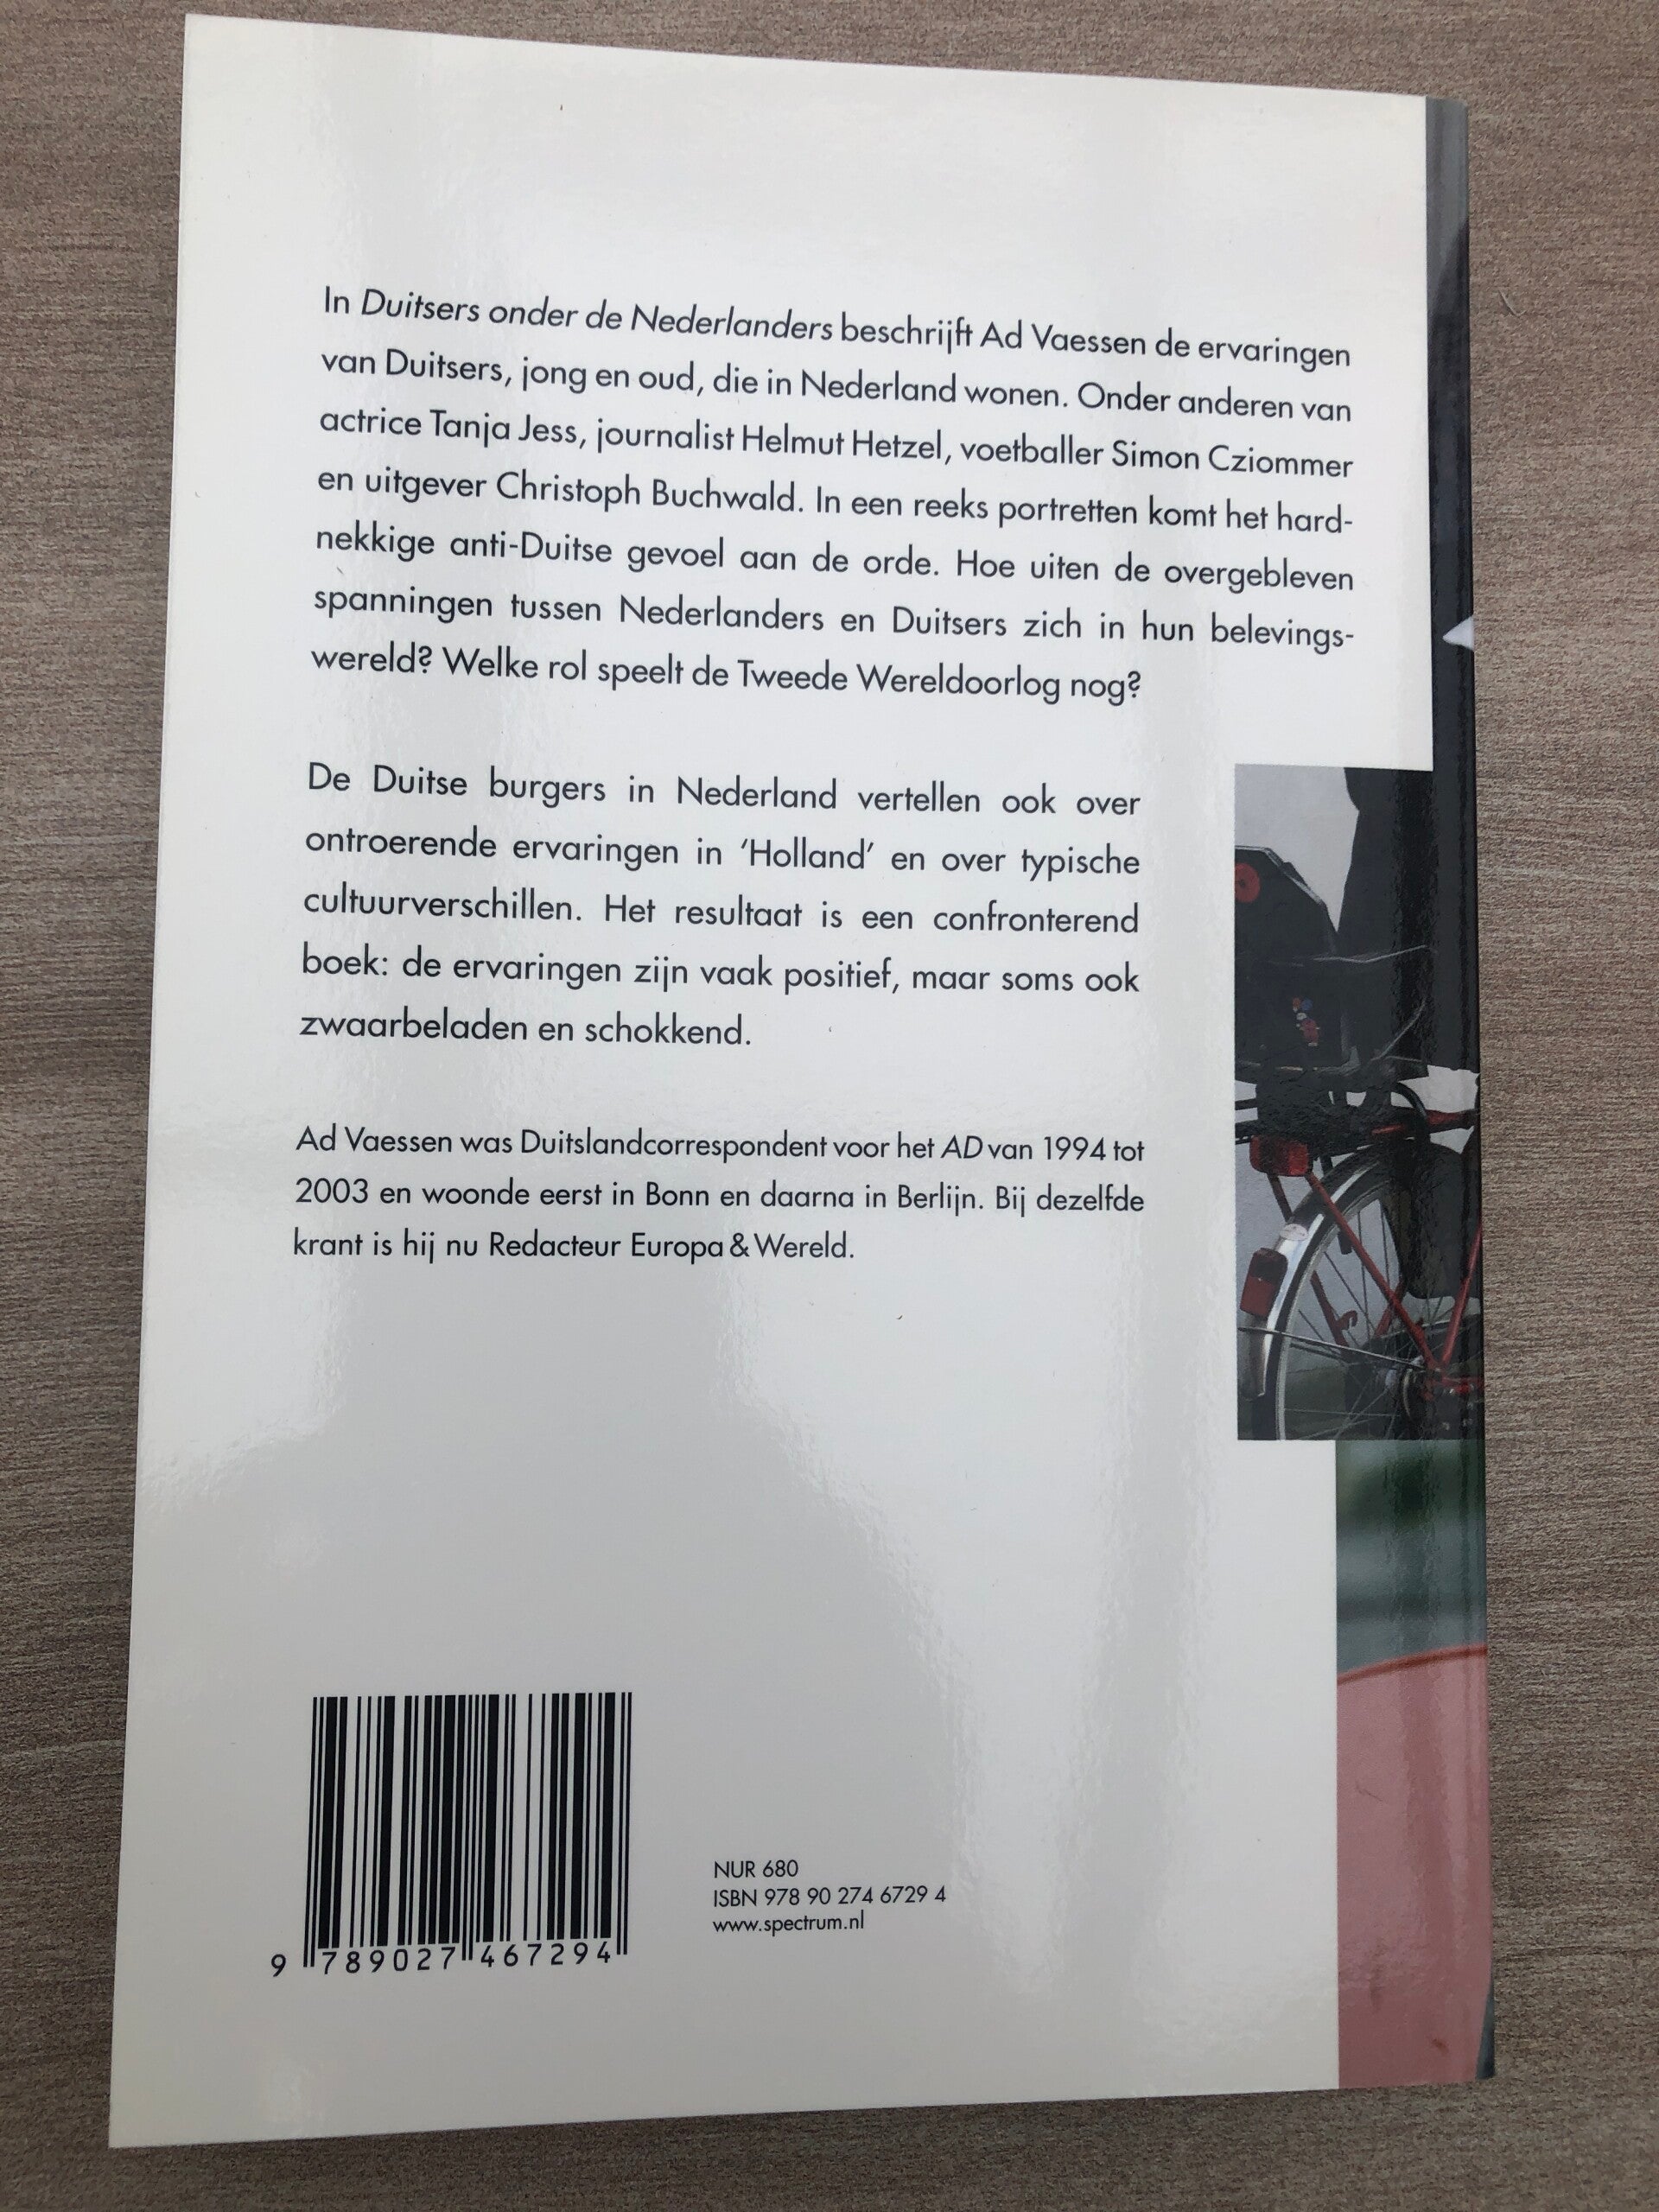 In Duitsers onder de Nederlanders beschrijft Ad Vaessen de ervaringen
van Duitsers, jong en oud, die in Nederland wonen. Onder anderen van
actrice Tanja Jess, journalist Helmut Hetzel, voetballer Simon Cziommer
en uitgever Christoph Buchwald. In een reeks portretten komt het hard-
nekkige anti-Duitse gevoel aan de orde. Hoe uiten de overgebleven
spanningen tussen Nederlanders en Duitsers zich in hun belevings-
wereld? Welke rol speelt de Tweede Wereldoorlog nog?
De Duitse burgers in Nederland vertellen ook over
ontroerende ervaringen in ‘Holland’ en over typische
cultuurverschillen. Het resultaat is een confronterend
boek: de ervaringen zijn vaak positief, maar soms ook
zwaarbeladen en schokkend.
Ad Vaessen was Duitslandcorrespondent voor het AD van 1994 tot
2003 en woonde eerst in Bonn en daarna in Berlijn. Bij dezelfde
krant is hij nu Redacteur Europa & Wereld.
9 789027 467294
NUR 680
ISBN 978 90 274 6729 4
www.spectrum.nl